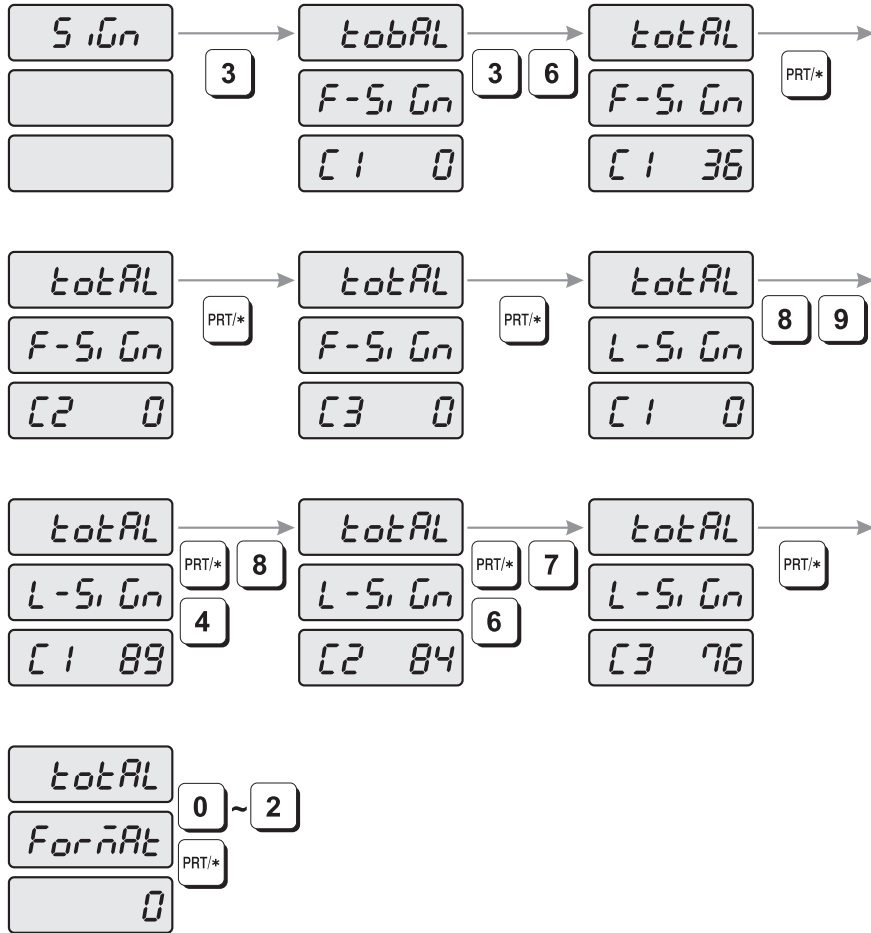 SiGn
3
tobAL
F-SiGn
C1 0
3 6
totAL
F-SiGn
C1 36
PRT/*
totAL
F-SiGn
C2 0
PRT/*
totAL
F-SiGn
C3 0
PRT/*
totAL
L-SiGn
C1 0
8 9
totAL
L-SiGn
C1 89
PRT/* 8
4
totAL
L-SiGn
C2 84
PRT/* 7
6
totAL
L-SiGn
C3 76
PRT/*
totAL
FormAt
0
0 ~ 2
PRT/*